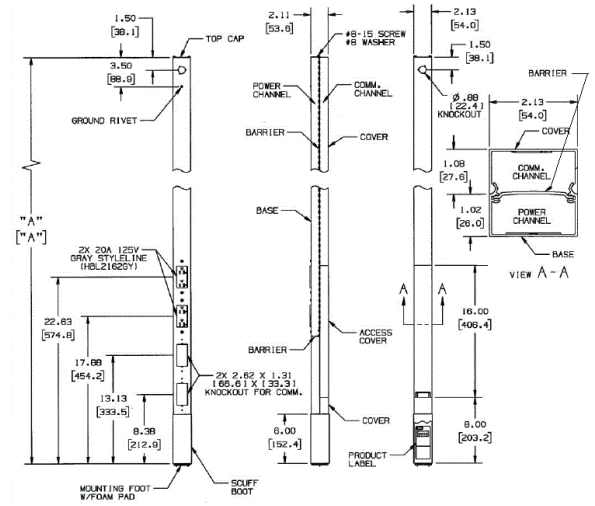 1.50
[38.1]
TOP CAP
3.50
[88.9]
GROUND RIVET
"A"
["A"]
2X 20A 125V
GRAY STYLELINE
(HBL2162GY)
22.63
[574.8]
17.88
[454.2]
13.13
[333.5]
8.38
[212.9]
2X 2.62 X 1.31
[66.6] X [33.3]
KNOCKOUT FOR COMM.
MOUNTING FOOT
W/FOAM PAD
SCUFF
BOOT
2.11
[53.6]
#8-15 SCREW
#8 WASHER
POWER
CHANNEL
COMM.
CHANNEL
BARRIER
COVER
BASE
ACCESS
COVER
BARRIER
COVER
6.00
[152.4]
2.13
[54.0]
1.50
[38.1]
Ø.88
[22.4]
KNOCKOUT
A
A
16.00
[406.4]
8.00
[203.2]
PRODUCT
LABEL
BARRIER
2.13
[54.0]
COVER
1.08
[27.6]
COMM.
CHANNEL
1.02
[26.0]
POWER
CHANNEL
BASE
VIEW A-A